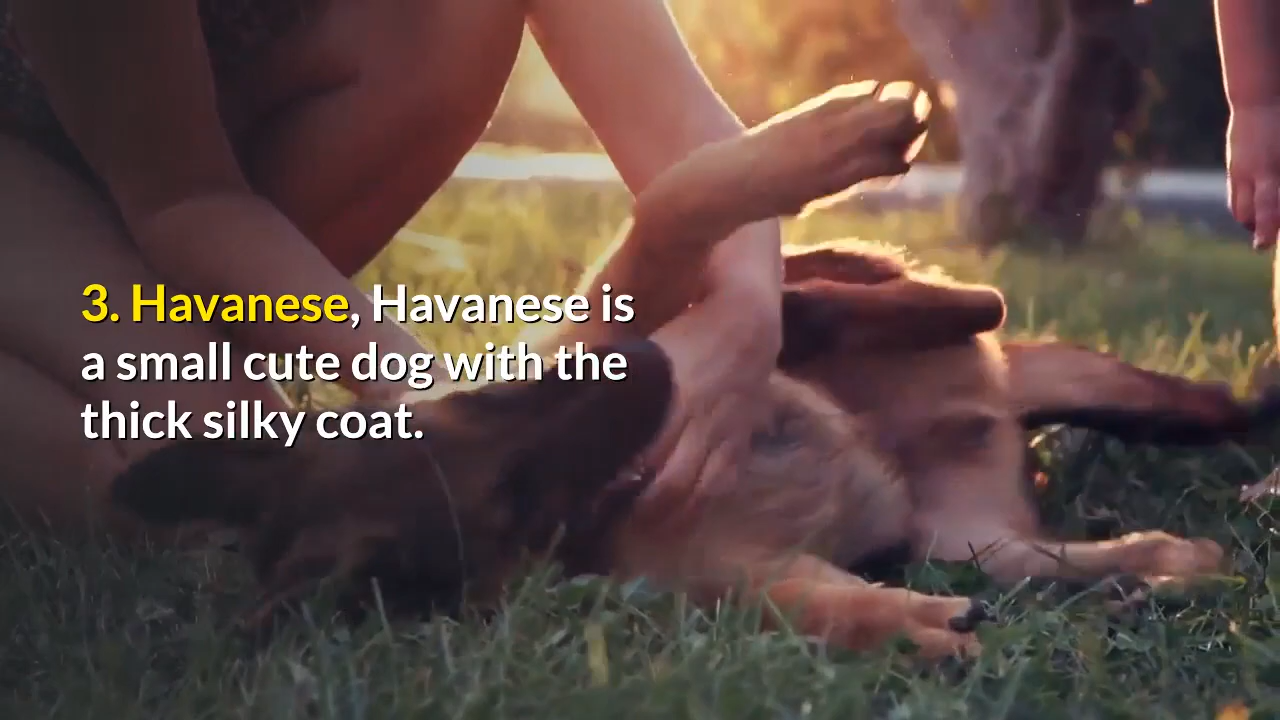 3. Havanese, Havanese is
a small cute dog with the
thick silky coat.